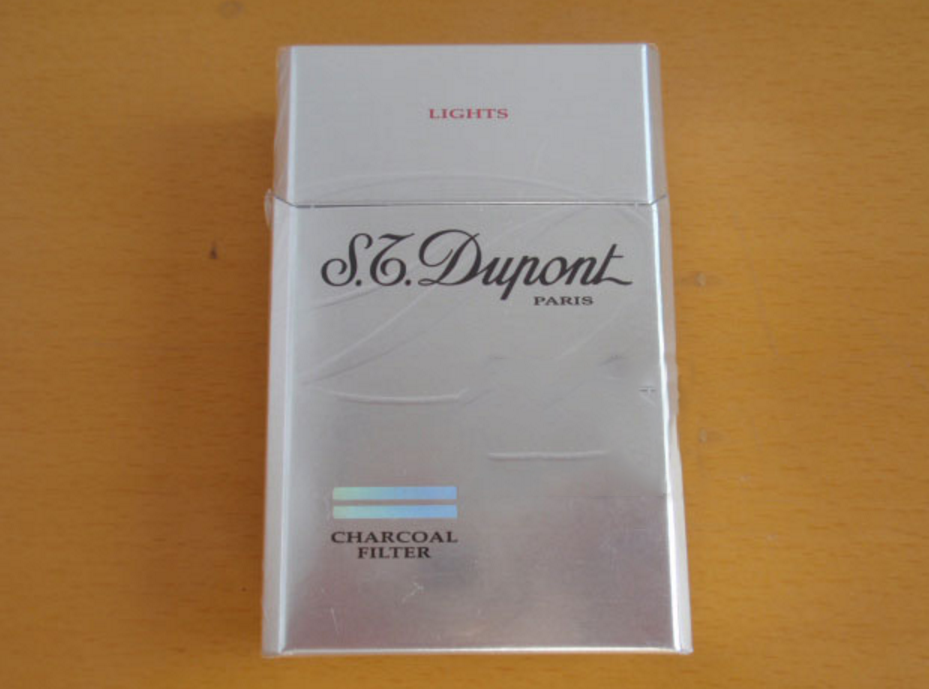 LIGHTS
S.T. Dupont
PARIS
CHARCOAL
FILTER